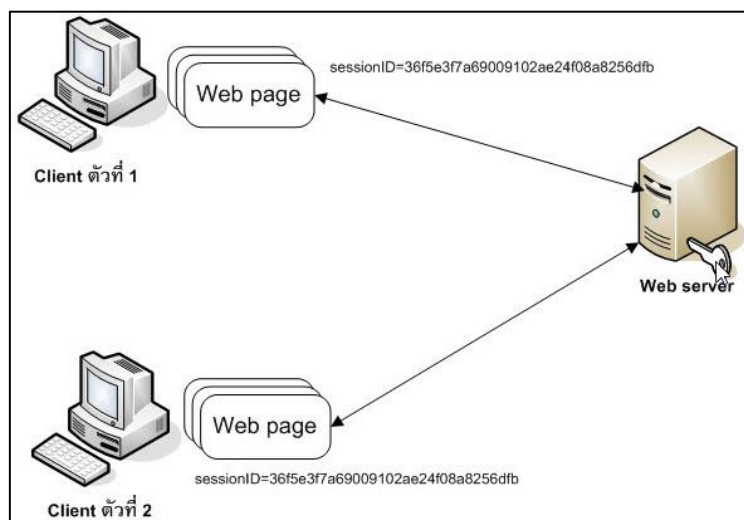 sessionID=36f5e3f7a69009102ae24f08a8256dfb
Web page
Client ตัวที่ 1
Web server
Web page
sessionID=36f5e3f7a69009102ae24f08a8256dfb
Client ตัวที่ 2